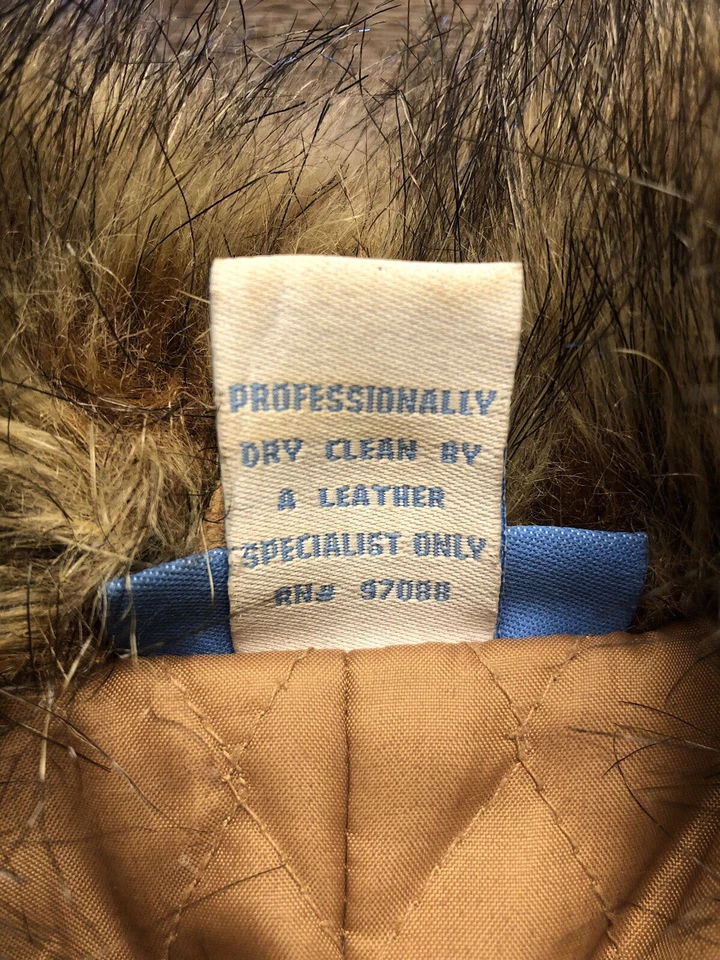 PROFESSIONALLY
DRY CLEAN BY
A LEATHER
SPECIALIST ONLY
RN# 97088